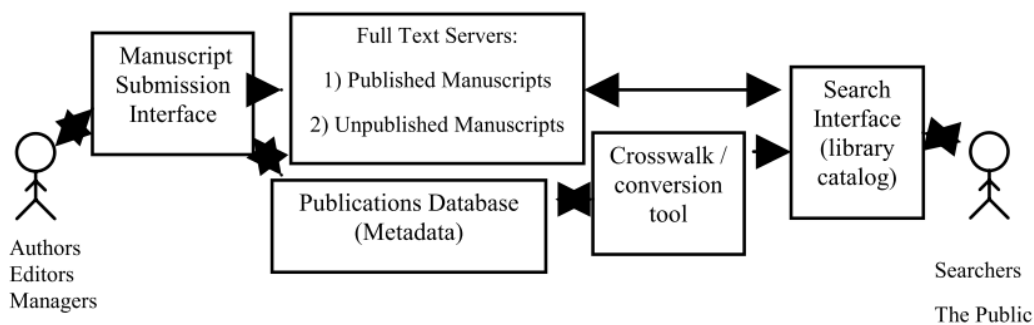 Manuscript
Submission
Interface
Full Text Servers:
1) Published Manuscripts
2) Unpublished Manuscripts
Publications Database
(Metadata)
Crosswalk /
conversion
tool
Search
Interface
(library
catalog)
Authors
Editors
Managers
Searchers
The Public